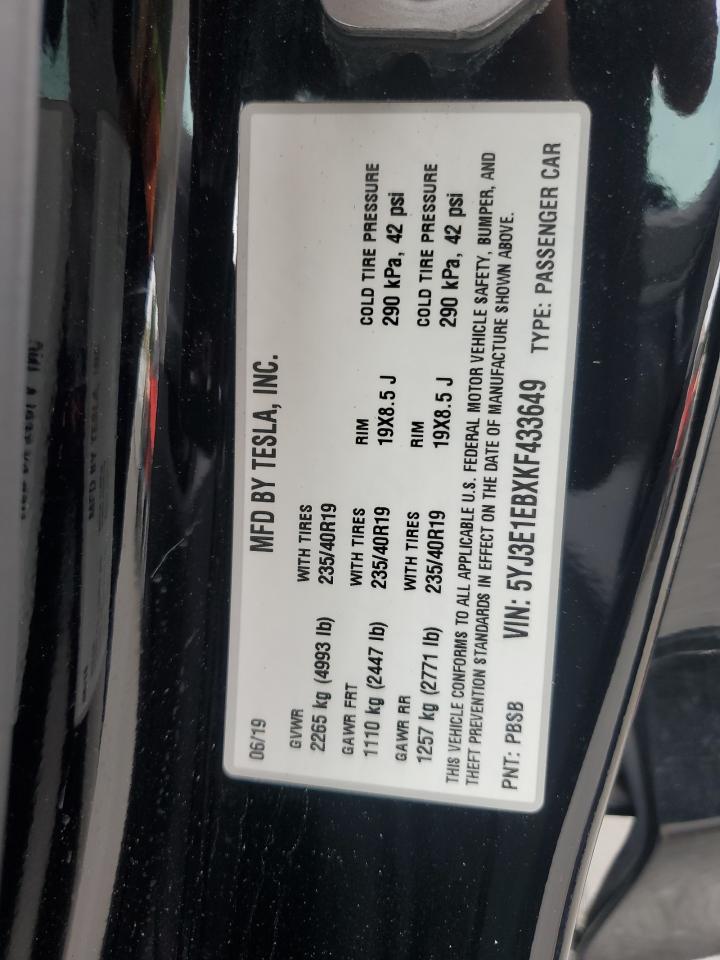 MFD BY TESLA, INC.
06/19
GVWR WITH TIRES
2265 kg (4993 lb) 235/40R19
GAWR FRT WITH TIRES RIM COLD TIRE PRESSURE
1110 kg (2447 lb) 235/40R19 19X8.5 J 290 kPa, 42 psi
GAWR RR WITH TIRES RIM COLD TIRE PRESSURE
1257 kg (2771 lb) 235/40R19 19X8.5 J 290 kPa, 42 psi
THIS VEHICLE CONFORMS TO ALL APPLICABLE U.S. FEDERAL MOTOR VEHICLE SAFETY, BUMPER, AND
THEFT PREVENTION STANDARDS IN EFFECT ON THE DATE OF MANUFACTURE SHOWN ABOVE.
PNT: PBSB VIN: 5YJ3E1EBXKF433649 TYPE: PASSENGER CAR